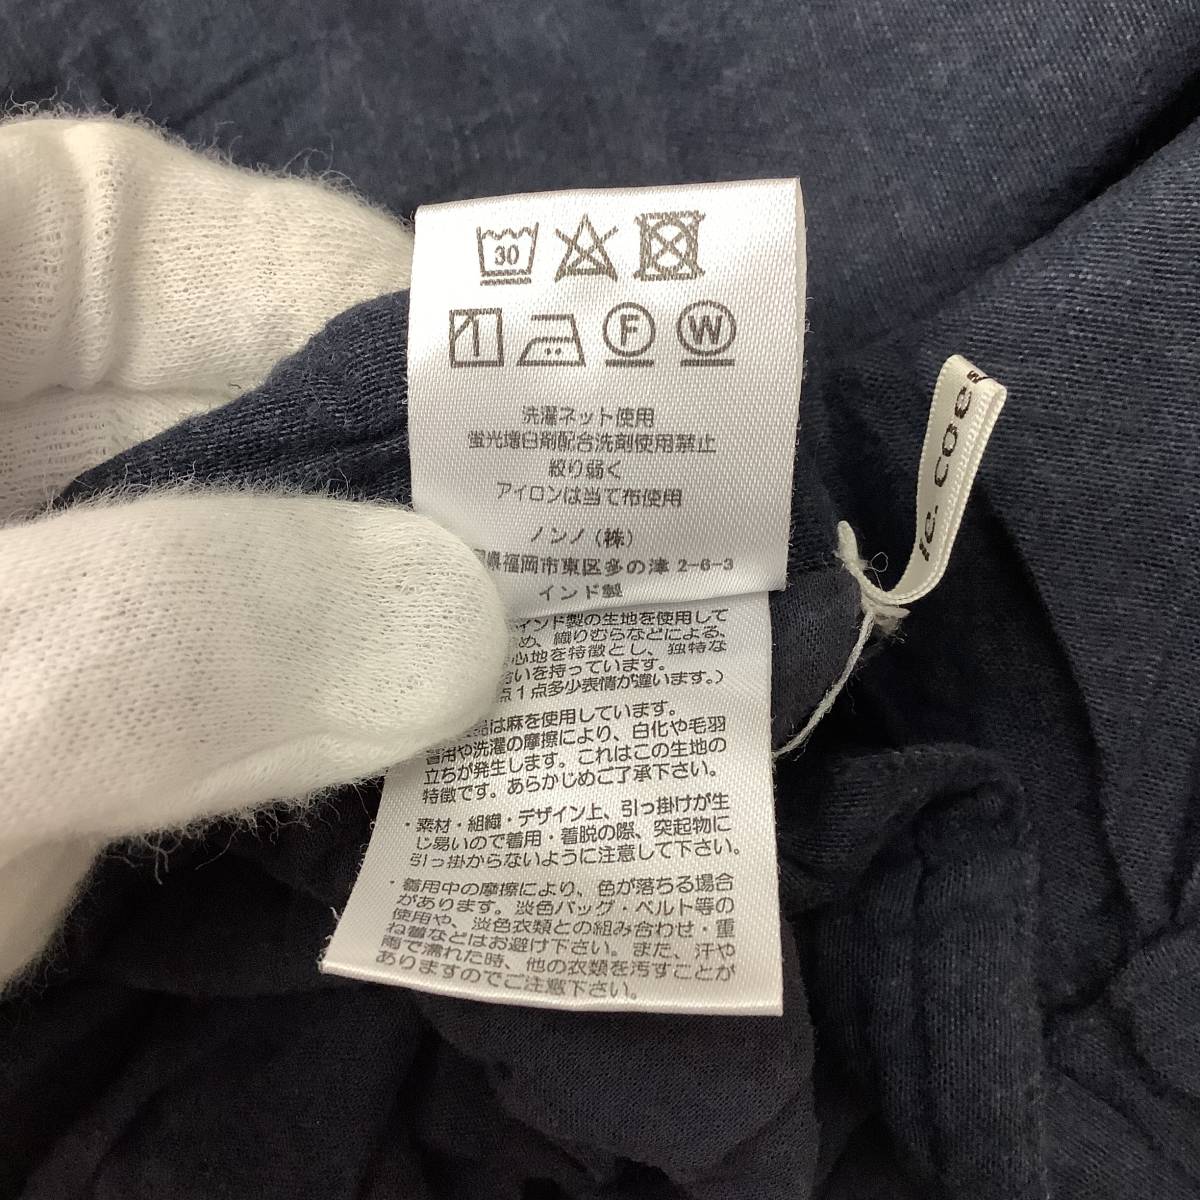 30
F
W
洗濯ネット使用
蛍光増白剤配合洗剤使用禁止
絞り弱く
アイロンは当て布使用
ノンノ(株)
県福岡市東区多の津 2-6-3
インド製
インド製の生地を使用して
め、織りむらなどによる、
心地を特徴とし、独特な
いを持っています。
点1点多少表情が違います。)
品は麻を使用しています。
着用や洗濯の摩擦により、白化や毛羽
立ちが発生します。これはこの生地の
特徴です。あらかじめご了承下さい。
・素材・組織・デザイン上、引っ掛けが生
じ易いので着用・着脱の際、突起物に
引っ掛からないように注意して下さい。
・着用中の摩擦により、色が落ちる場合
があります。淡色バッグ・ベルト等の
使用や、淡色衣類との組み合わせ・重
ね着などはお避け下さい。また、汗や
雨で濡れた時、他の衣類を汚すことが
ありますのでご注意下さい。